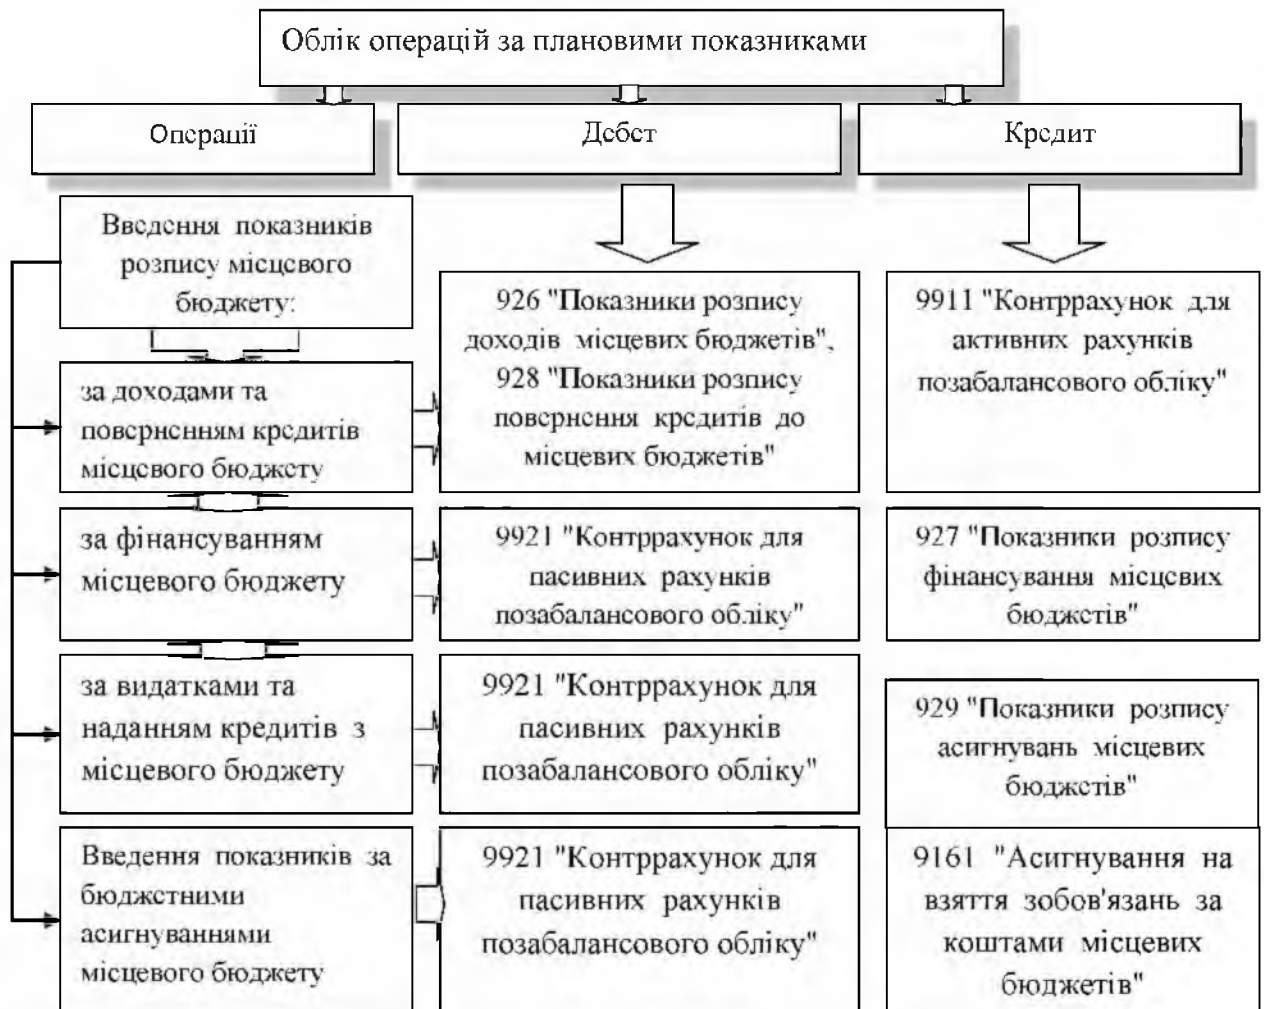 Облік операцій за плановими показниками
Операції
Дебет
Кредит
Введення показників
розпису місцевого
бюджету:
за доходами та
поверненням кредитів
місцевого бюджету
926 "Показники розпису
доходів місцевих бюджетів",
928 "Показники розпису
повернення кредитів до
місцевих бюджетів"
9911 "Контррахунок для
активних рахунків
позабалансового обліку"
за фінансуванням
місцевого бюджету
9921 "Контррахунок для
пасивних рахунків
позабалансового обліку"
927 "Показники розпису
фінансування місцевих
бюджетів"
за видатками та
наданням кредитів з
місцевого бюджету
9921 "Контррахунок для
пасивних рахунків
позабалансового обліку"
929 "Показники розпису
асигнувань місцевих
бюджетів"
Введення показників за
бюджетними
асигнуваннями
місцевого бюджету
9921 "Контррахунок для
пасивних рахунків
позабалансового обліку"
9161 "Асигнування на
взяття зобов'язань за
коштами місцевих
бюджетів"